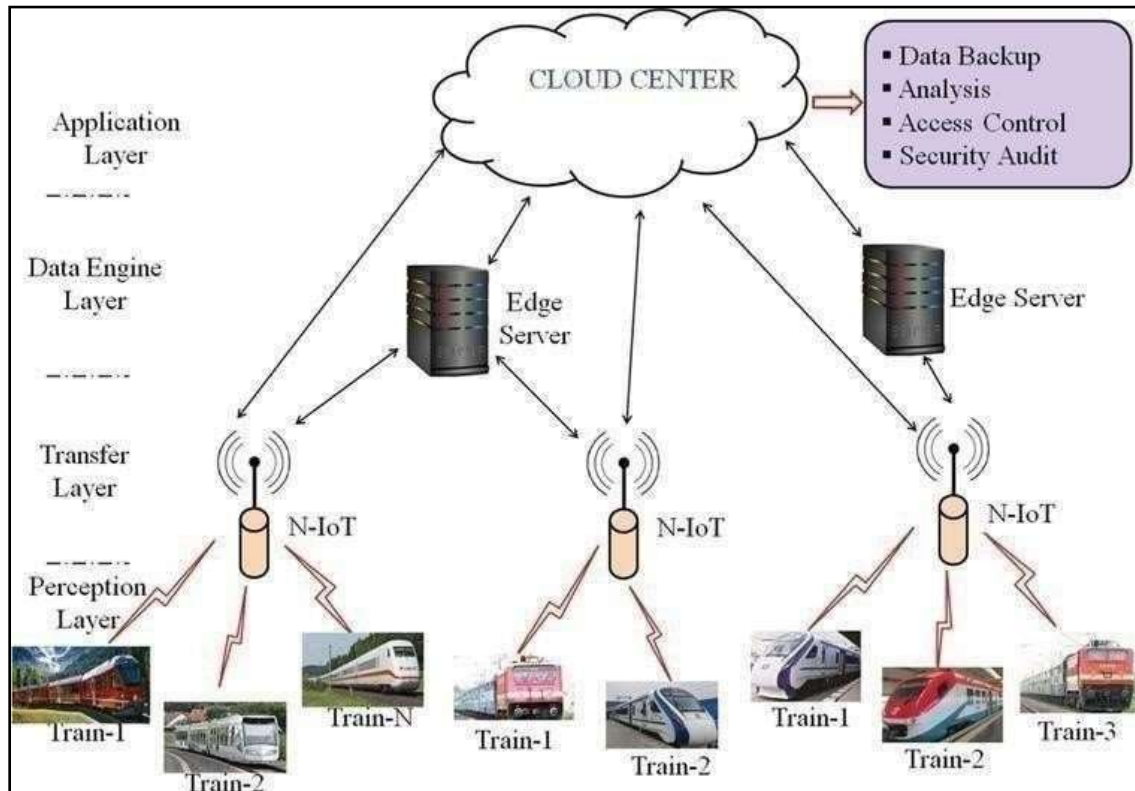 CLOUD CENTER
▪ Data Backup
▪ Analysis
▪ Access Control
▪ Security Audit
Application
Layer
Data Engine
Layer
Edge
Server
Edge Server
Transfer
Layer
N-IoT
N-IoT
N-IoT
Perception
Layer
Train-1
Train-2
Train-N
Train-1
Train-2
Train-1
Train-2
Train-3